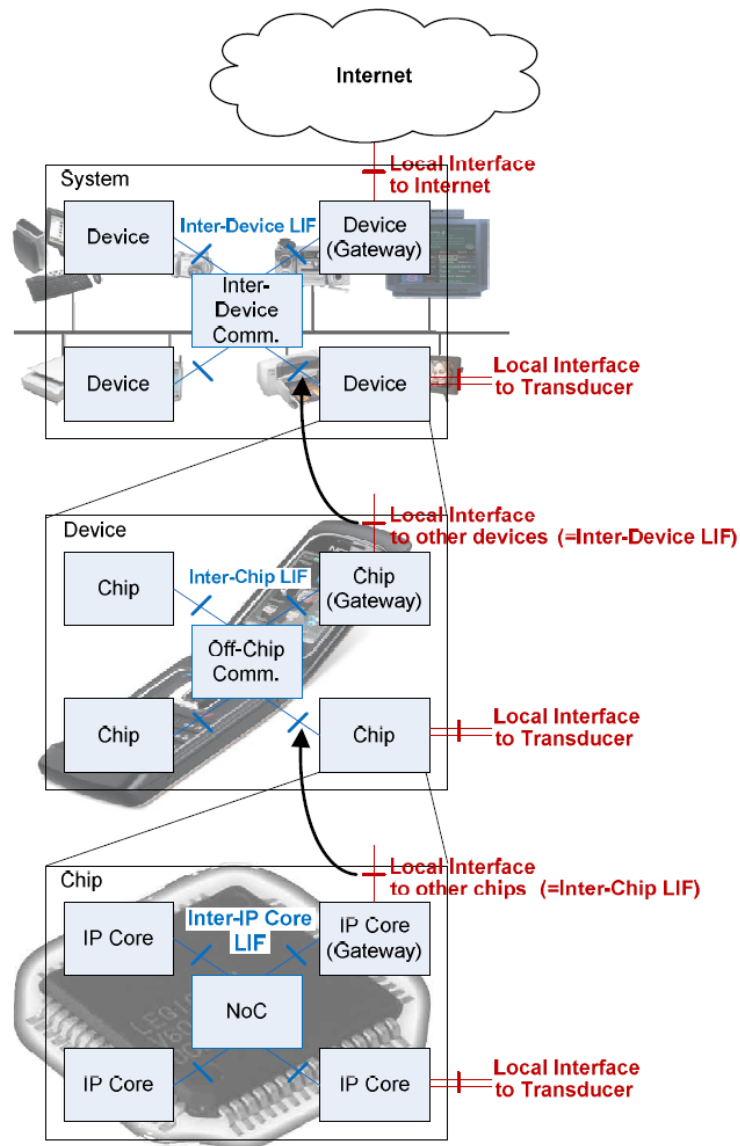 Internet
Local Interface
to Internet
System
Device
Inter-Device LIF
Device
(Gateway)
Inter-
Device
Comm.
Device
Device
Local Interface
to Transducer
Local Interface
to other devices (=Inter-Device LIF)
Device
Chip
Inter-Chip LIF
Chip
(Gateway)
Off-Chip
Comm.
Chip
Chip
Local Interface
to Transducer
Local Interface
to other chips (=Inter-Chip LIF)
Chip
IP Core
Inter-IP Core
LIF
IP Core
(Gateway)
NoC
IP Core
IP Core
Local Interface
to Transducer